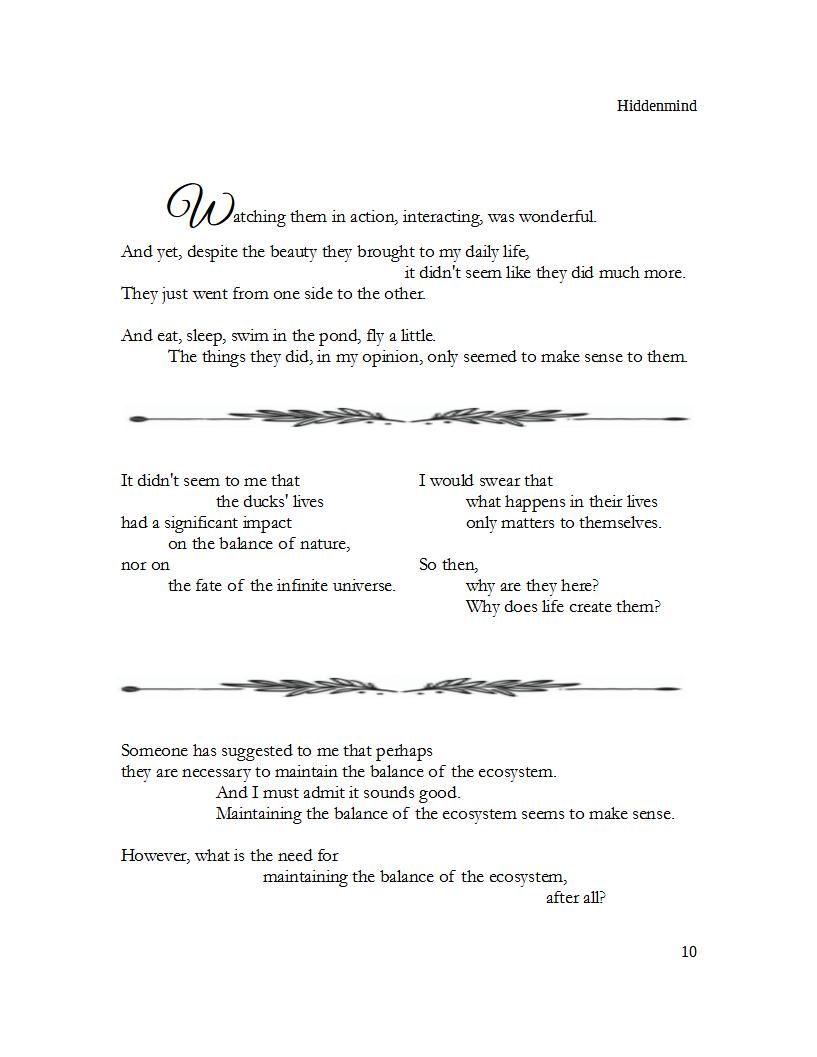 Hiddenmind
Watching them in action, interacting, was wonderful.
And yet, despite the beauty they brought to my daily life,
it didn't seem like they did much more.
They just went from one side to the other.
And eat, sleep, swim in the pond, fly a little.
The things they did, in my opinion, only seemed to make sense to them.
It didn't seem to me that
the ducks' lives
had a significant impact
on the balance of nature,
nor on
the fate of the infinite universe.
I would swear that
what happens in their lives
only matters to themselves.
So then,
why are they here?
Why does life create them?
Someone has suggested to me that perhaps
they are necessary to maintain the balance of the ecosystem.
And I must admit it sounds good.
Maintaining the balance of the ecosystem seems to make sense.
However, what is the need for
maintaining the balance of the ecosystem,
after all?
10